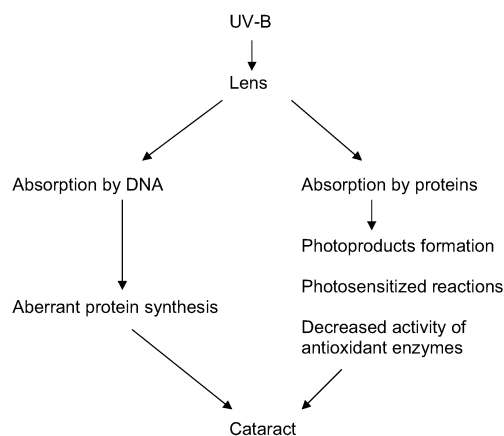 UV-B
Lens
Absorption by DNA
Absorption by proteins
Photoproducts formation
Photosensitized reactions
Aberrant protein synthesis
Decreased activity of
antioxidant enzymes
Cataract